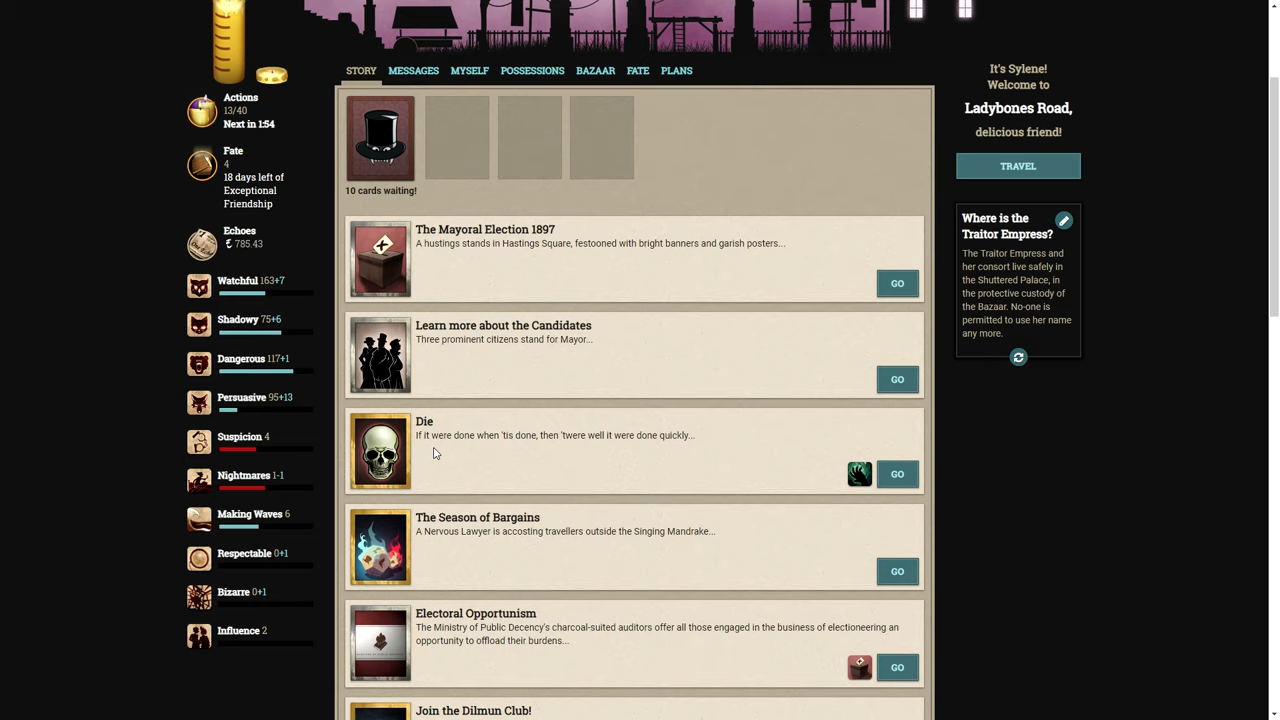 Actions
13/40
Next in 1:54
Fate
4
18 days left of
Exceptional
Friendship
Echoes
785.43
Watchful 163+7
Shadowy 75+6
Dangerous 117+1
Persuasive 95+13
Suspicion 4
Nightmares 1-1
Making Waves 6
Respectable 0+1
Bizarre 0+1
Influence 2
STORY MESSAGES MYSELF POSSESSIONS BAZAAR FATE PLANS
10 cards waiting!
The Mayoral Election 1897
A hustings stands in Hastings Square, festooned with bright banners and garish posters...
GO
Learn more about the Candidates
Three prominent citizens stand for Mayor...
GO
Die
If it were done when 'tis done, then 'twere well it were done quickly...
GO
The Season of Bargains
A Nervous Lawyer is accosting travellers outside the Singing Mandrake...
GO
Electoral Opportunism
The Ministry of Public Decency's charcoal-suited auditors offer all those engaged in the business of electioneering an
opportunity to offload their burdens...
GO
Join the Dilmun Club!
It's Sylene!
Welcome to
Ladybones Road,
delicious friend!
TRAVEL
Where is the
Traitor Empress?
The Traitor Empress and
her consort live safely in
the Shuttered Palace, in
the protective custody of
the Bazaar. No-one is
permitted to use her name
any more.